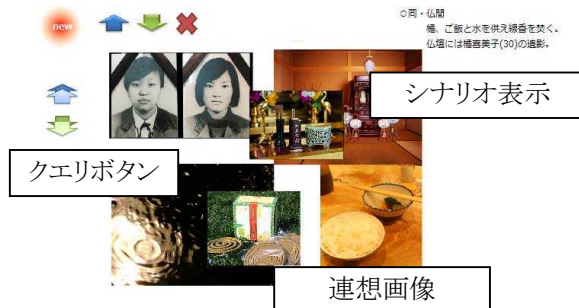 new
○同・仏間
橘、ご飯と水を供え線香を焚く。
仏壇には橘喜美子(30)の遺影。
シナリオ表示
クエリボタン
連想画像